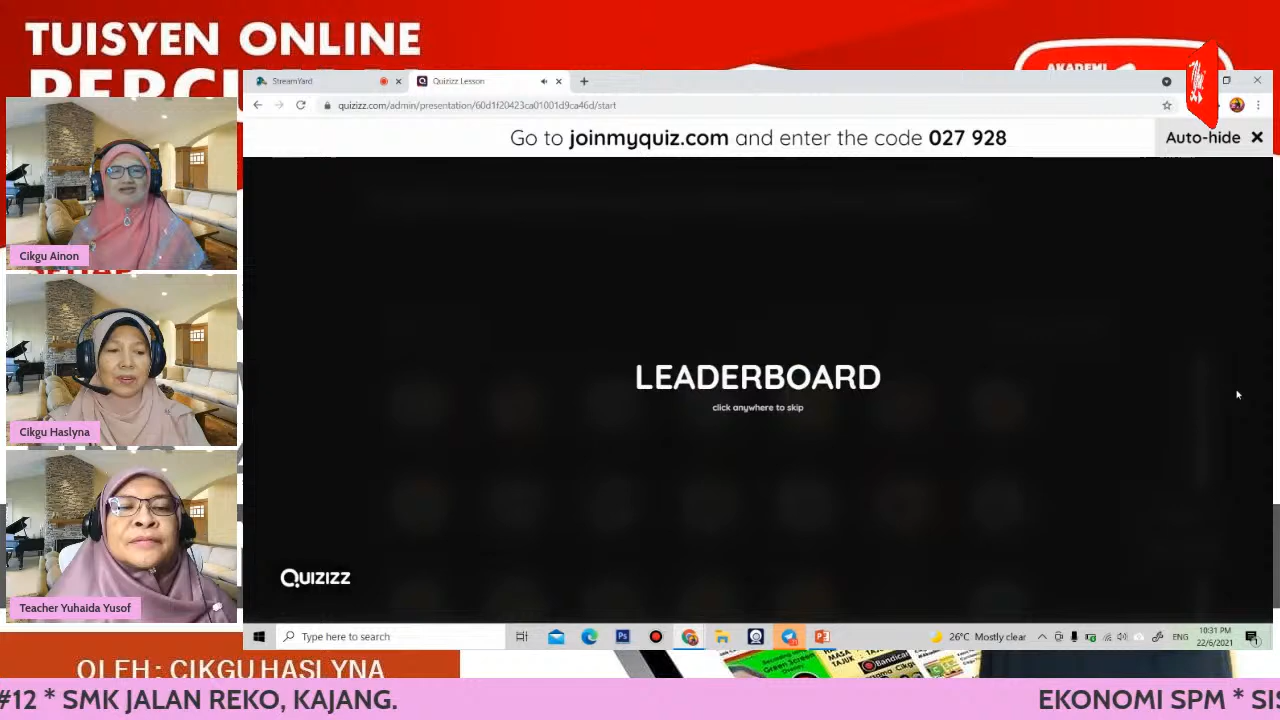 TUISYEN ONLINE
AKADEMI
StreamYard
Quizizz Lesson
quizizz.com/admin/presentation/60d1f20423ca01001d9ca46d/start
Go to joinmyquiz.com and enter the code 027 928
Auto-hide
Cikgu Ainon
LEADERBOARD
click anywhere to skip
Cikgu Haslyna
Quizizz
Teacher Yuhaida Yusof
Type here to search
26°C Mostly clear
ENG
10:31 PM
22/6/2021
OLEH : CIKGU HASLYNA
#12 * SMK JALAN REKO, KAJANG.
EKONOMI SPM * SIS